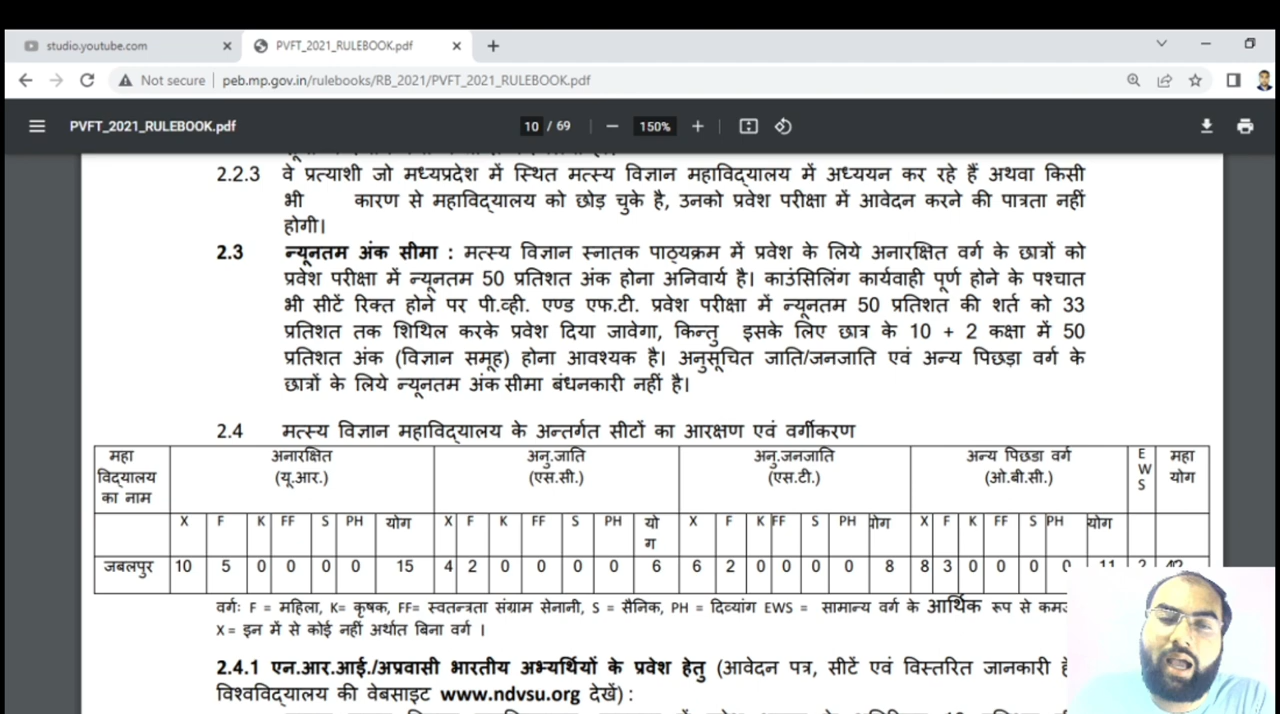 studio.youtube.com
PVFT_2021_RULEBOOK.pdf
Not secure | peb.mp.gov.in/rulebooks/RB_2021/PVFT_2021_RULEBOOK.pdf
PVFT_2021_RULEBOOK.pdf 10 / 69 150%
2.2.3 वे प्रत्याशी जो मध्यप्रदेश में स्थित मत्स्य विज्ञान महाविद्यालय में अध्ययन कर रहे हैं अथवा किसी
भी कारण से महाविद्यालय को छोड़ चुके है, उनको प्रवेश परीक्षा में आवेदन करने की पात्रता नहीं
होगी।
2.3 न्यूनतम अंक सीमा : मत्स्य विज्ञान स्नातक पाठ्यक्रम में प्रवेश के लिये अनारक्षित वर्ग के छात्रों को
प्रवेश परीक्षा में न्यूनतम 50 प्रतिशत अंक होना अनिवार्य है। काउंसिलिंग कार्यवाही पूर्ण होने के पश्चात
भी सीटें रिक्त होने पर पी.व्ही. एण्ड एफ.टी. प्रवेश परीक्षा में न्यूनतम 50 प्रतिशत की शर्त को 33
प्रतिशत तक शिथिल करके प्रवेश दिया जावेगा, किन्तु इसके लिए छात्र के 10 + 2 कक्षा में 50
प्रतिशत अंक (विज्ञान समूह) होना आवश्यक है। अनुसूचित जाति/जनजाति एवं अन्य पिछड़ा वर्ग के
छात्रों के लिये न्यूनतम अंक सीमा बंधनकारी नहीं है।
2.4 मत्स्य विज्ञान महाविद्यालय के अन्तर्गत सीटों का आरक्षण एवं वर्गीकरण
महा अनारक्षित अनु.जाति अनु.जनजाति अन्य पिछडा वर्ग E महा
विद्यालय (यू.आर.) (एस.सी.) (एस.टी.) (ओ.बी.सी.) W योग
का नाम S
X F K FF S PH योग X F K FF S PH यो X F K FF S PH योग X F K FF S PH योग
ग
जबलपुर 10 5 0 0 0 0 15 4 2 0 0 0 0 6 6 2 0 0 0 0 8 8 3 0 0 0 0 11 2 42
वर्गः F = महिला, K= कृषक, FF= स्वतन्त्रता संग्राम सेनानी, S = सैनिक, PH = दिव्यांग EWS = सामान्य वर्ग के आर्थिक रूप से
X = इन में से कोई नहीं अर्थात बिना वर्ग ।
2.4.1 एन.आर.आई./अप्रवासी भारतीय अभ्यर्थियों के प्रवेश हेतु (आवेदन पत्र, सीटें एवं विस्तरित जानकारी
विश्वविद्यालय की वेबसाइट www.ndvsu.org देखें) :